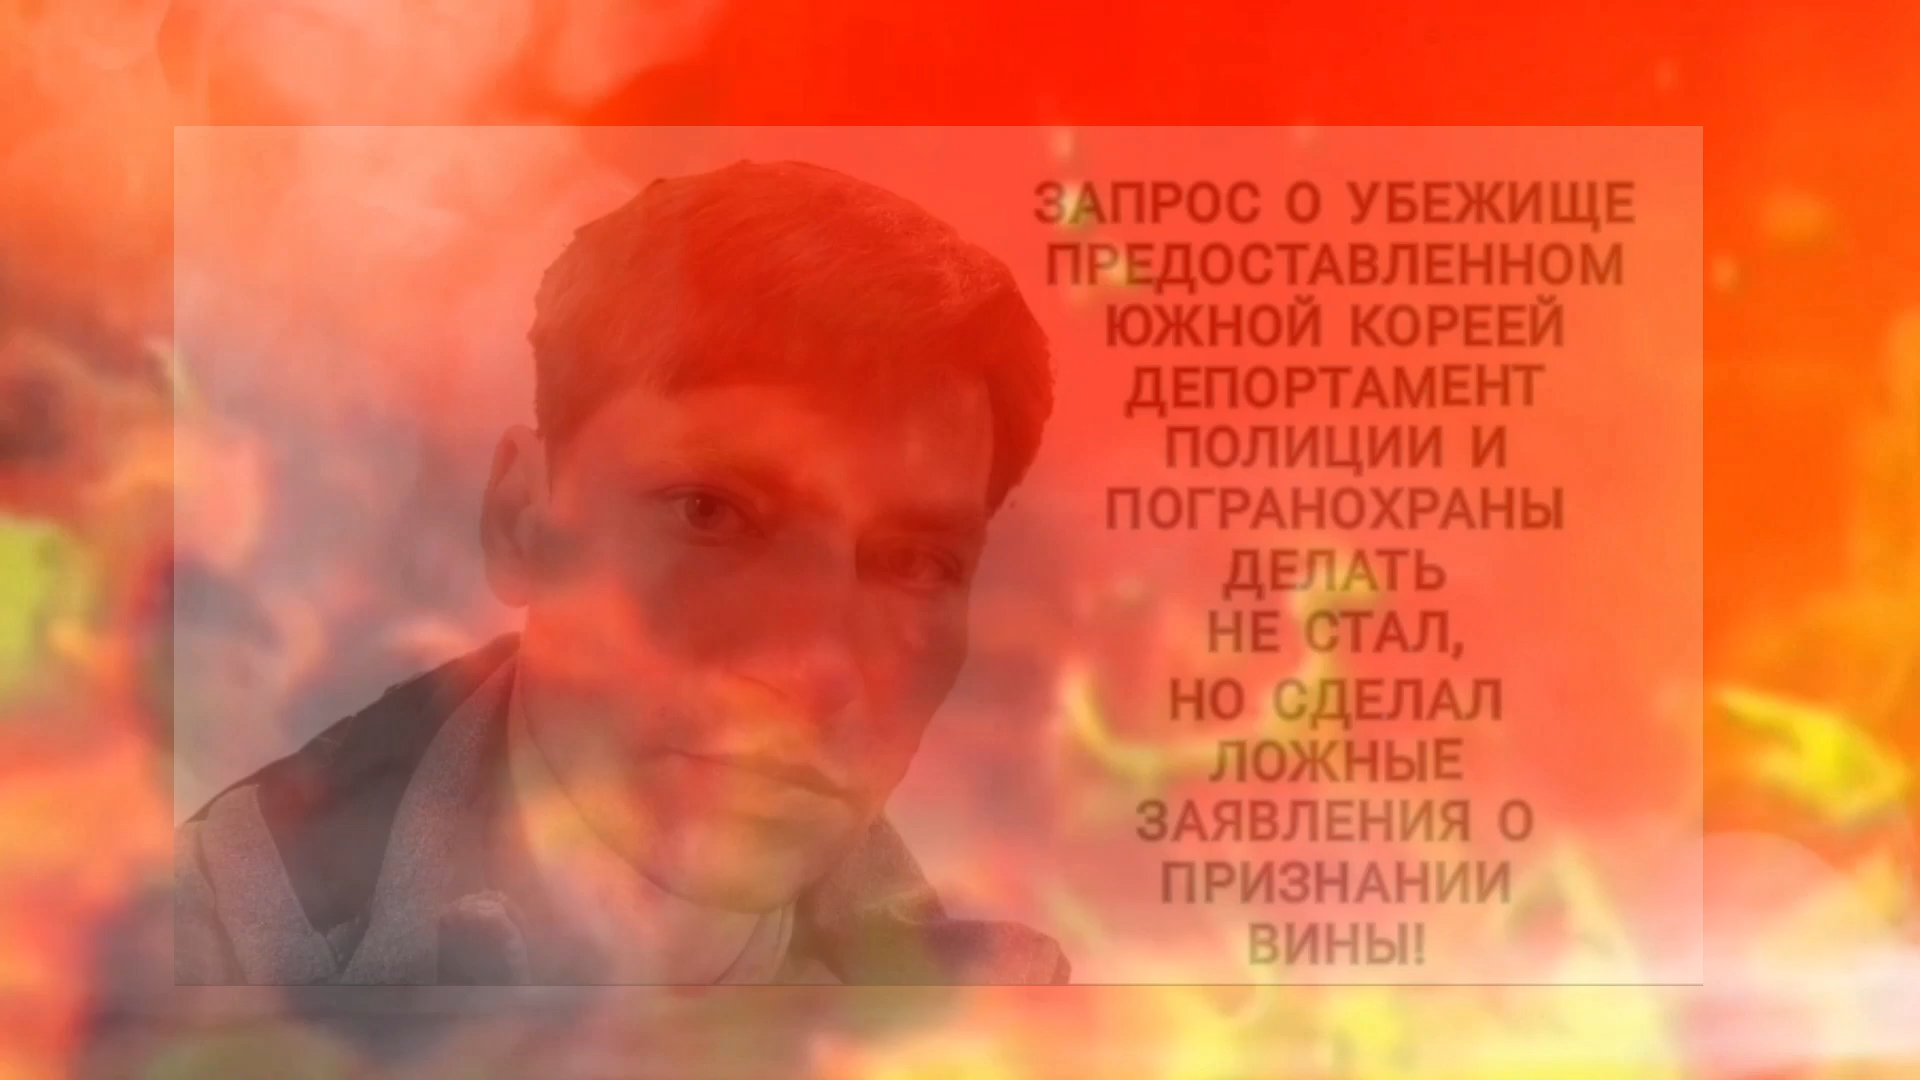 ЗАПРОС О УБЕЖИЩЕ
ПРЕДОСТАВЛЕННОМ
ЮЖНОЙ КОРЕЕЙ
ДЕПОРТАМЕНТ
ПОЛИЦИИ И
ПОГРАНОХРАНЫ
ДЕЛАТЬ
НЕ СТАЛ,
НО СДЕЛАЛ
ЛОЖНЫЕ
ЗАЯВЛЕНИЯ О
ПРИЗНАНИИ
ВИНЫ!